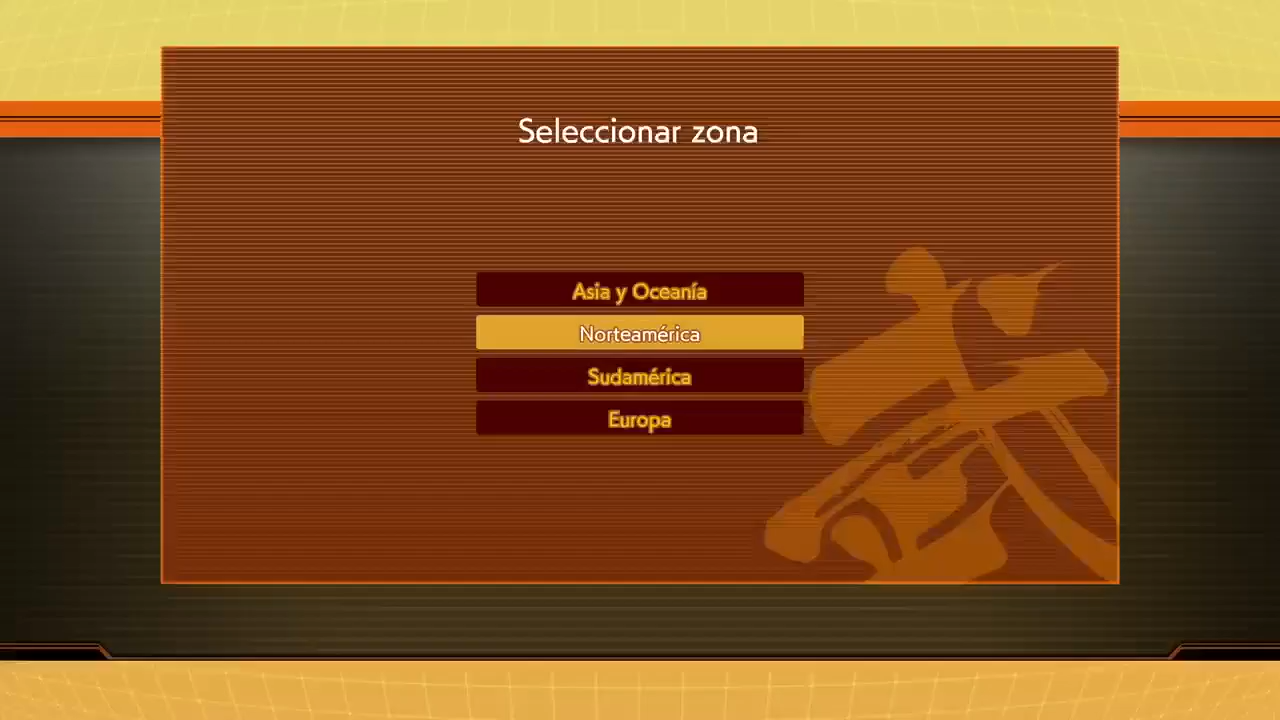 Seleccionar zona
Asia y Oceanía
Norteamérica
Sudamérica
Europa